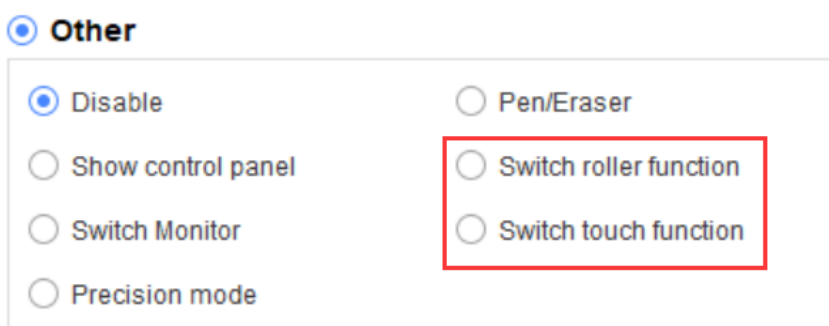 Other
Disable
Pen/Eraser
Show control panel
Switch roller function
Switch Monitor
Switch touch function
Precision mode